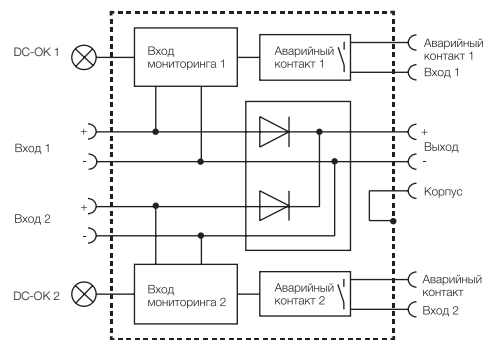 DC-OK 1
Вход
мониторинга 1
Аварийный
контакт 1
Аварийный
контакт 1
Вход 1
Вход 1
+
-
+
Выход
-
Корпус
Вход 2
+
-
DC-OK 2
Вход
мониторинга 2
Аварийный
контакт 2
Аварийный
контакт
Вход 2